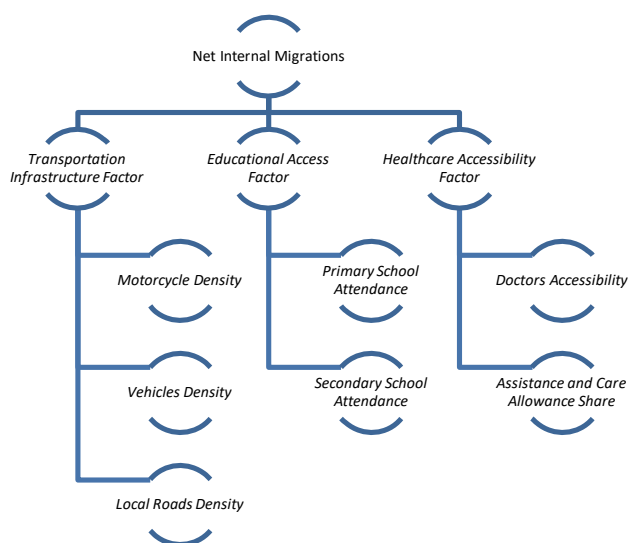 Net Internal Migrations
Transportation
Infrastructure Factor
Educational Access
Factor
Healthcare Accessibility
Factor
Motorcycle Density
Primary School
Attendance
Doctors Accessibility
Vehicles Density
Secondary School
Attendance
Assistance and Care
Allowance Share
Local Roads Density